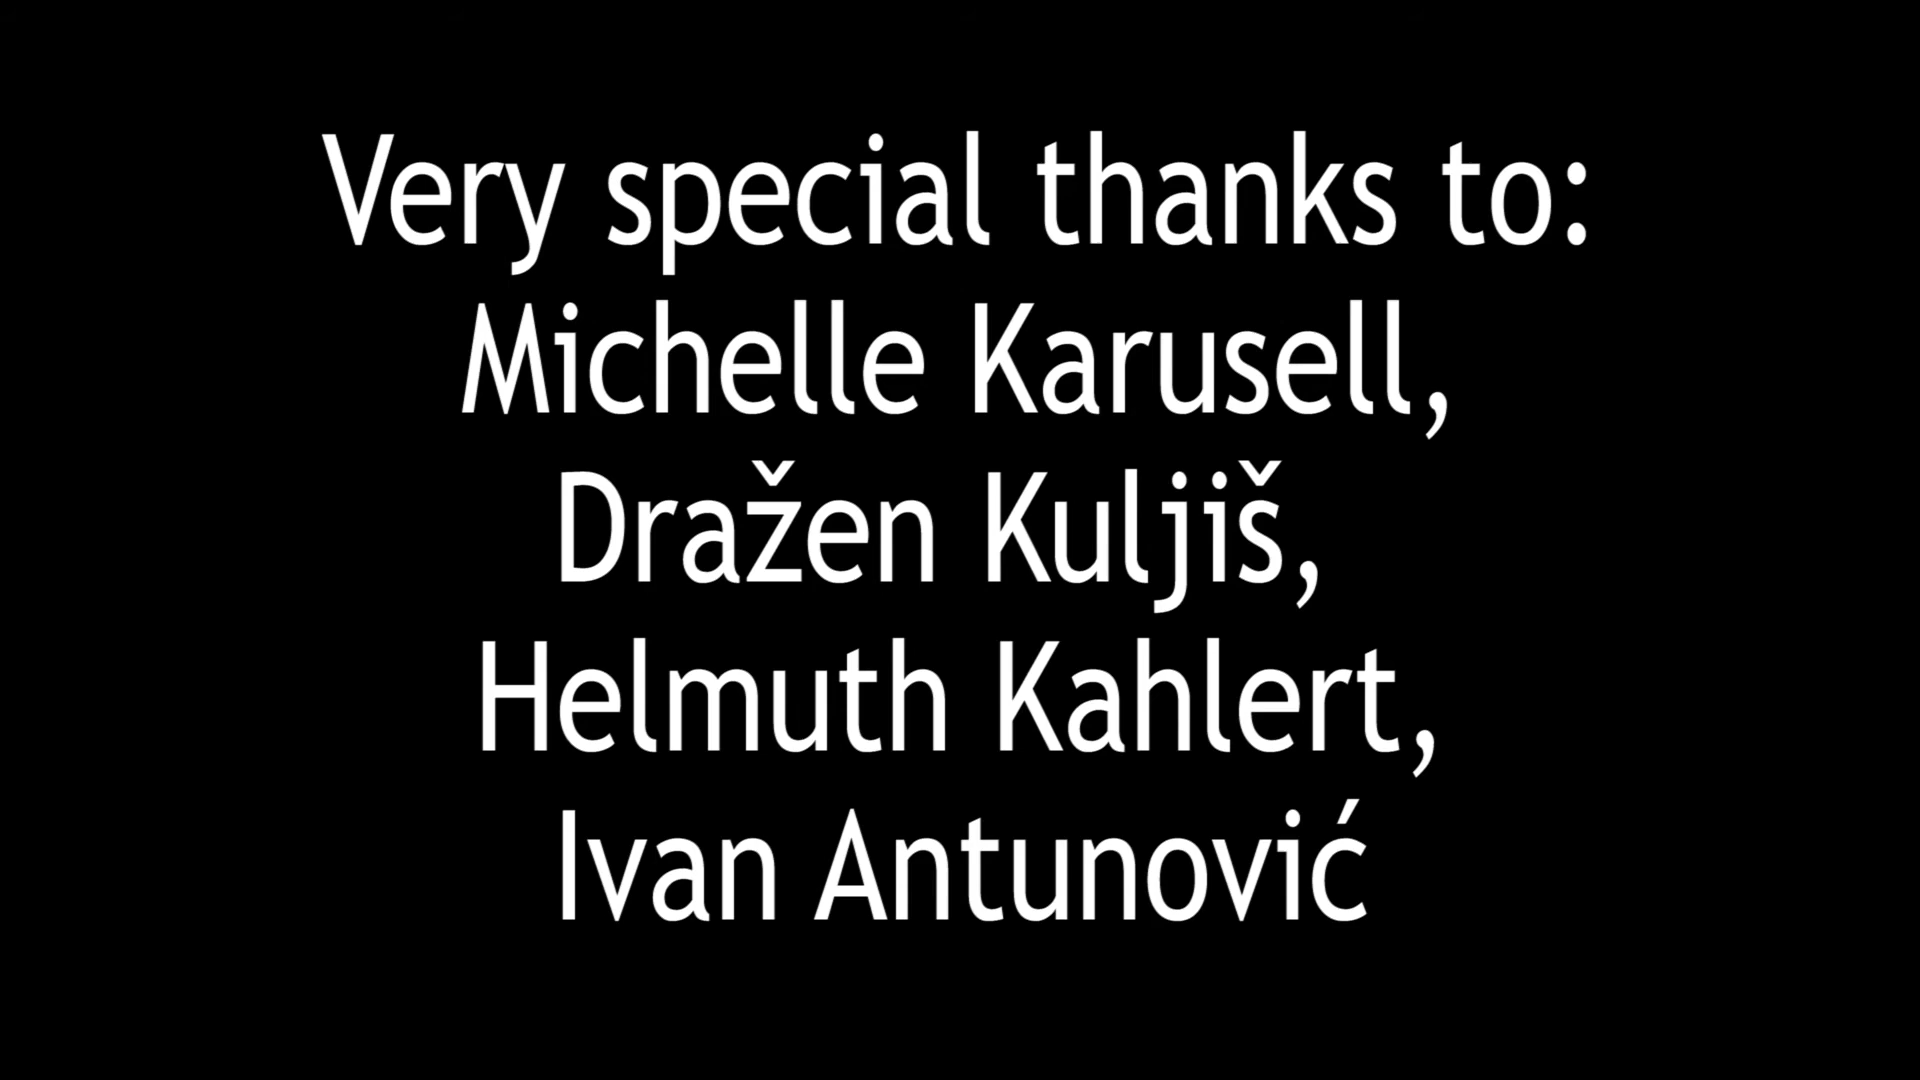 Very special thanks to:
Michelle Karusell,
Dražen Kuljiš,
Helmuth Kahlert,
Ivan Antunović